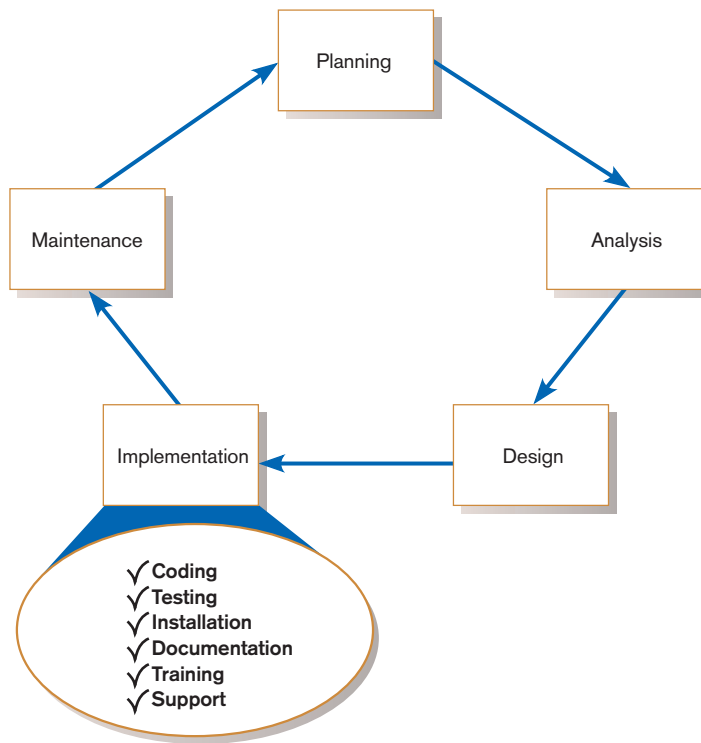 Planning
Maintenance
Analysis
Implementation
Design
Coding
Testing
Installation
Documentation
Training
Support